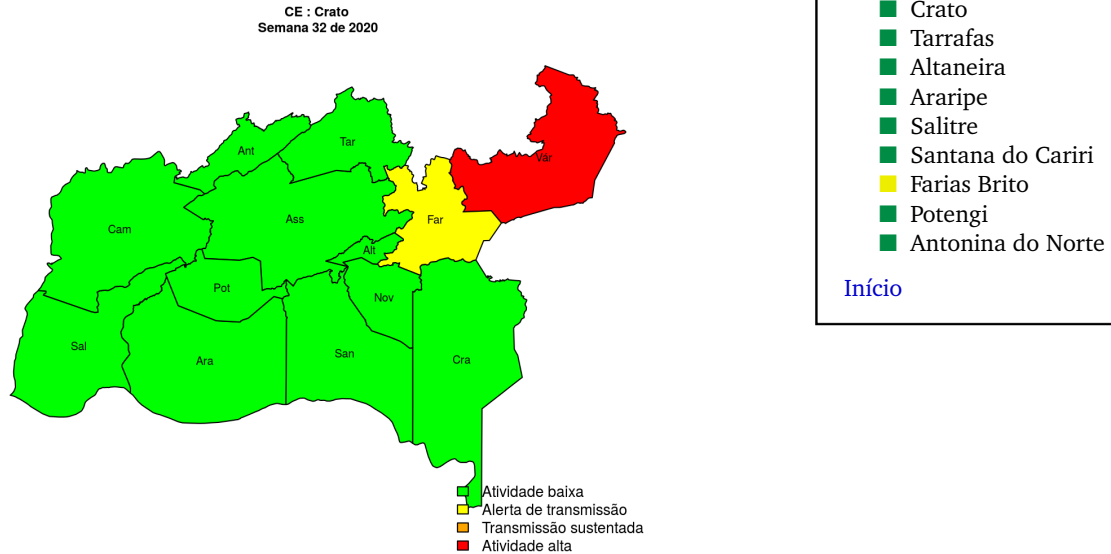 CE : Crato
Semana 32 de 2020
Tar
Ant
Vár
Cam
Ass
Far
Alt
Pot
Nov
Sal
Ara
San
Cra
Atividade baixa
Alerta de transmissão
Transmissão sustentada
Atividade alta
Crato
Tarrafas
Altaneira
Araripe
Salitre
Santana do Cariri
Farias Brito
Potengi
Antonina do Norte
Início